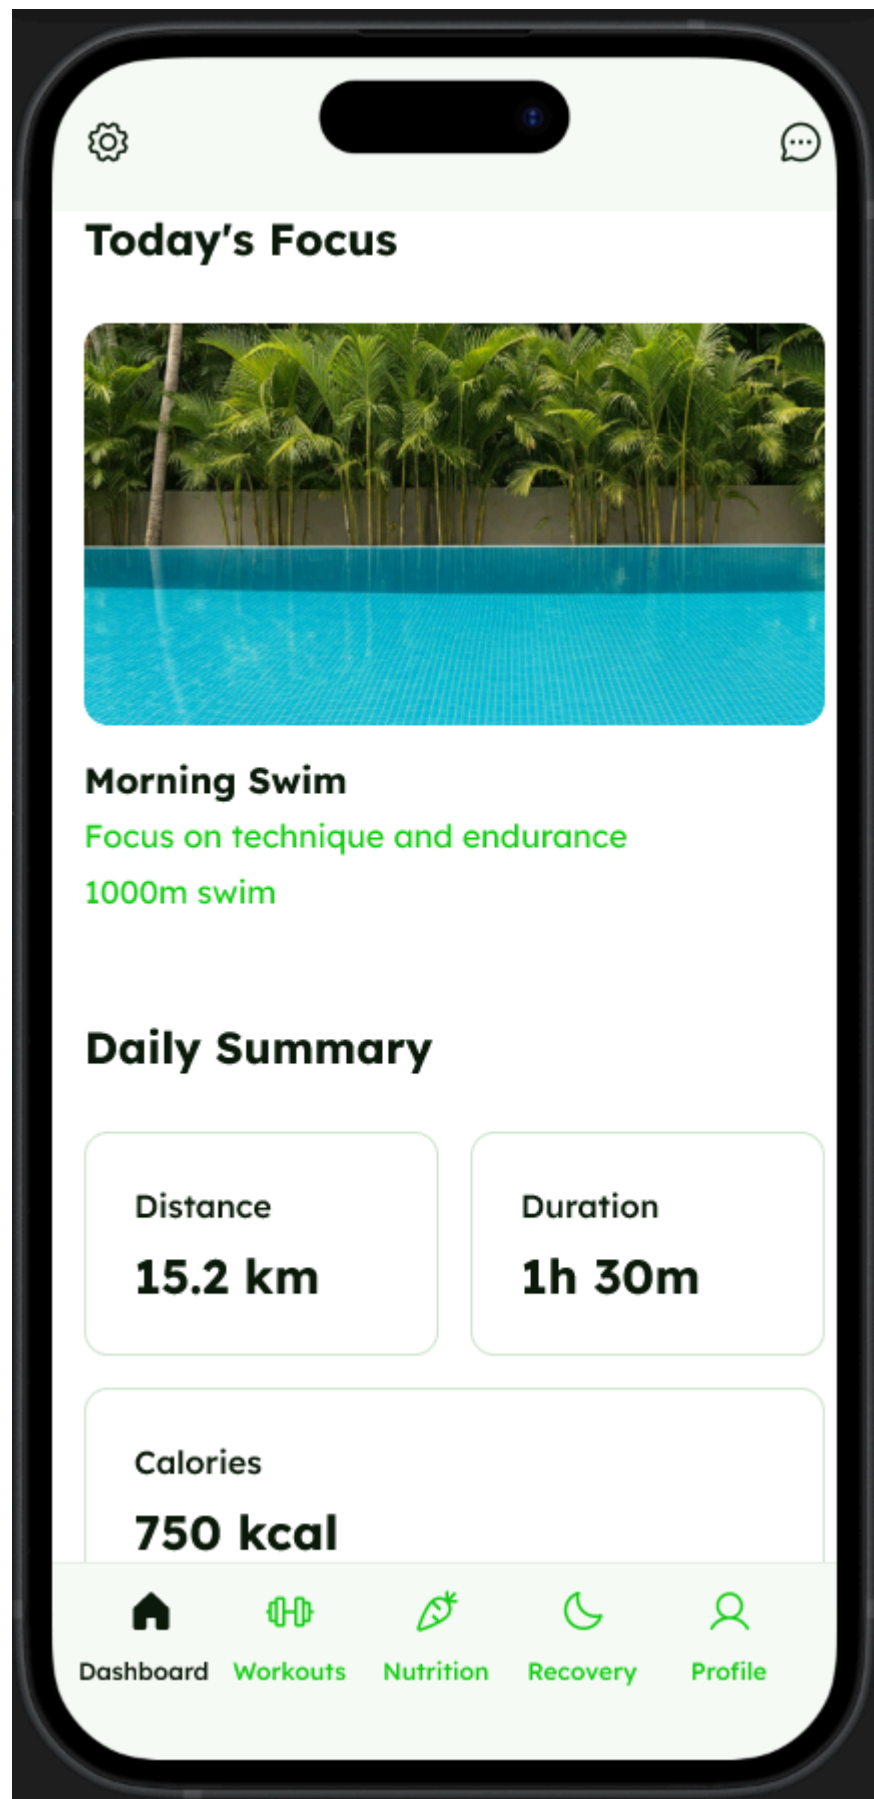 Today's Focus
Morning Swim
Focus on technique and endurance
1000m swim
Daily Summary
Distance
15.2 km
Duration
1h 30m
Calories
750 kcal
Dashboard
Workouts
Nutrition
Recovery
Profile